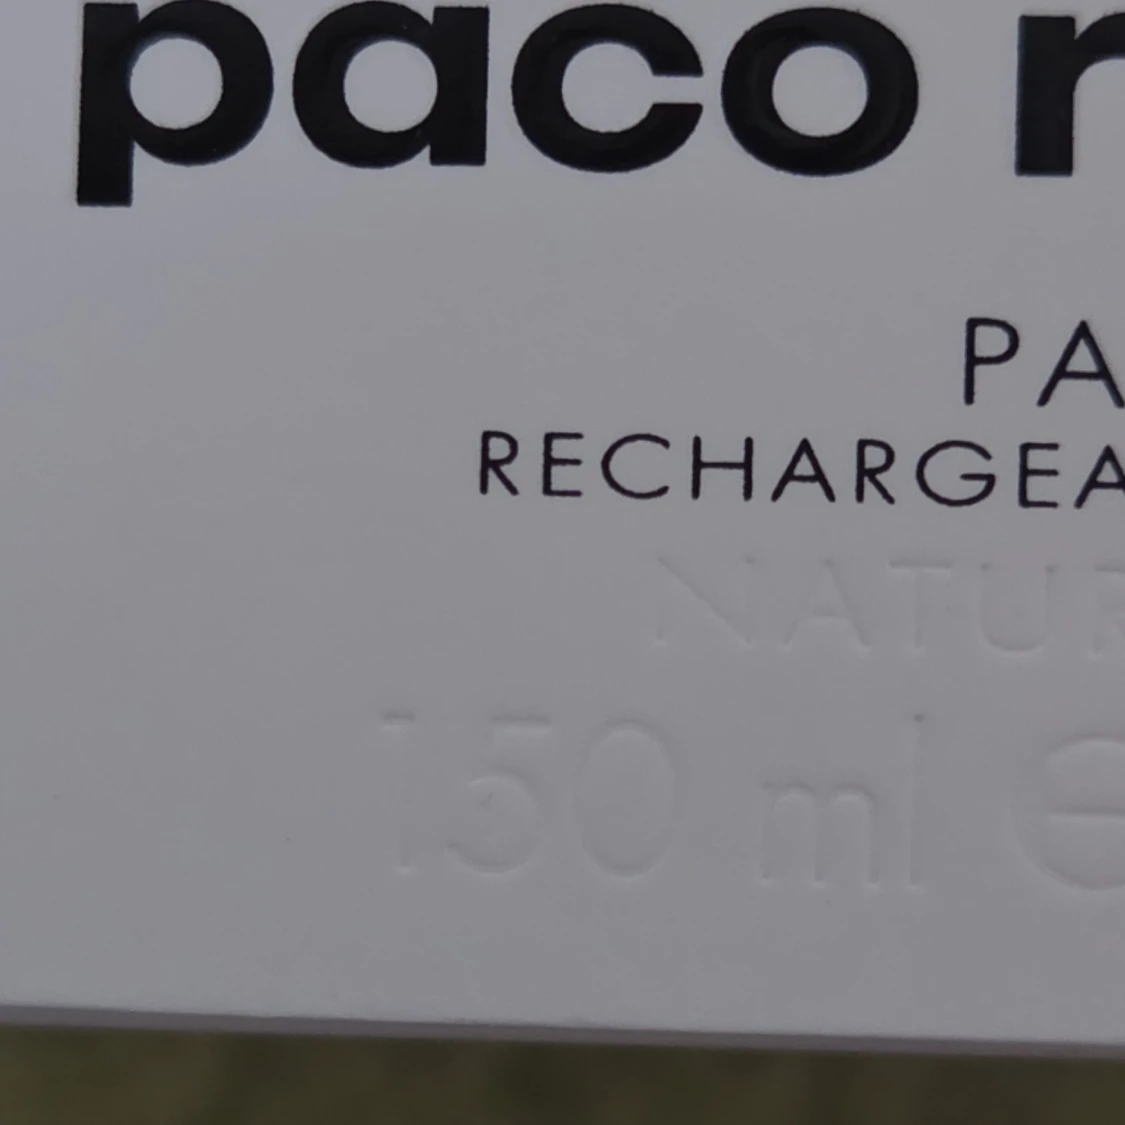 paco r
PA
RECHARGEA
NATUR
150 ml e